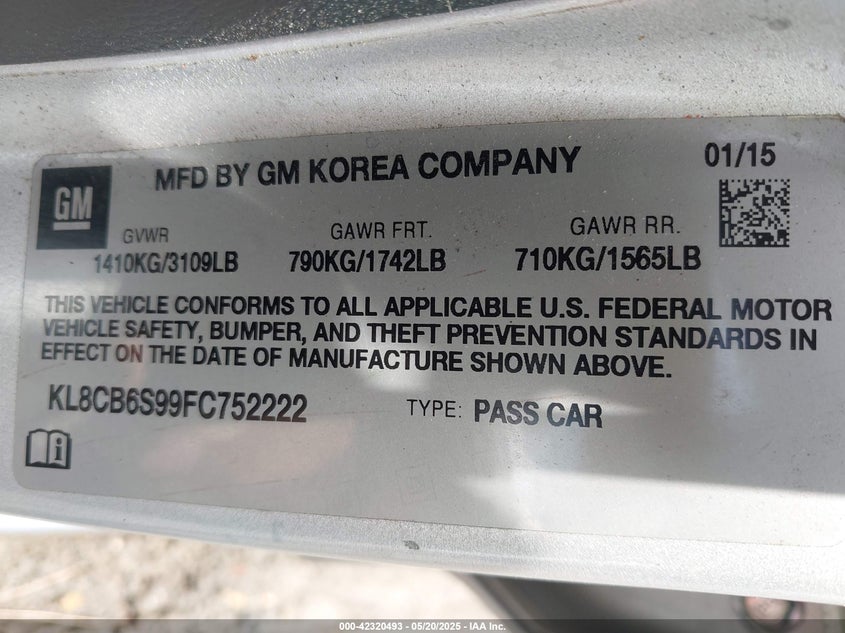 GM
MFD BY GM KOREA COMPANY 01/15
GVWR GAWR FRT. GAWR RR.
1410KG/3109LB 790KG/1742LB 710KG/1565LB
THIS VEHICLE CONFORMS TO ALL APPLICABLE U.S. FEDERAL MOTOR
VEHICLE SAFETY, BUMPER, AND THEFT PREVENTION STANDARDS IN
EFFECT ON THE DATE OF MANUFACTURE SHOWN ABOVE.
KL8CB6S99FC752222 TYPE: PASS CAR
000-42320493 - 05/20/2025 - IAA Inc.